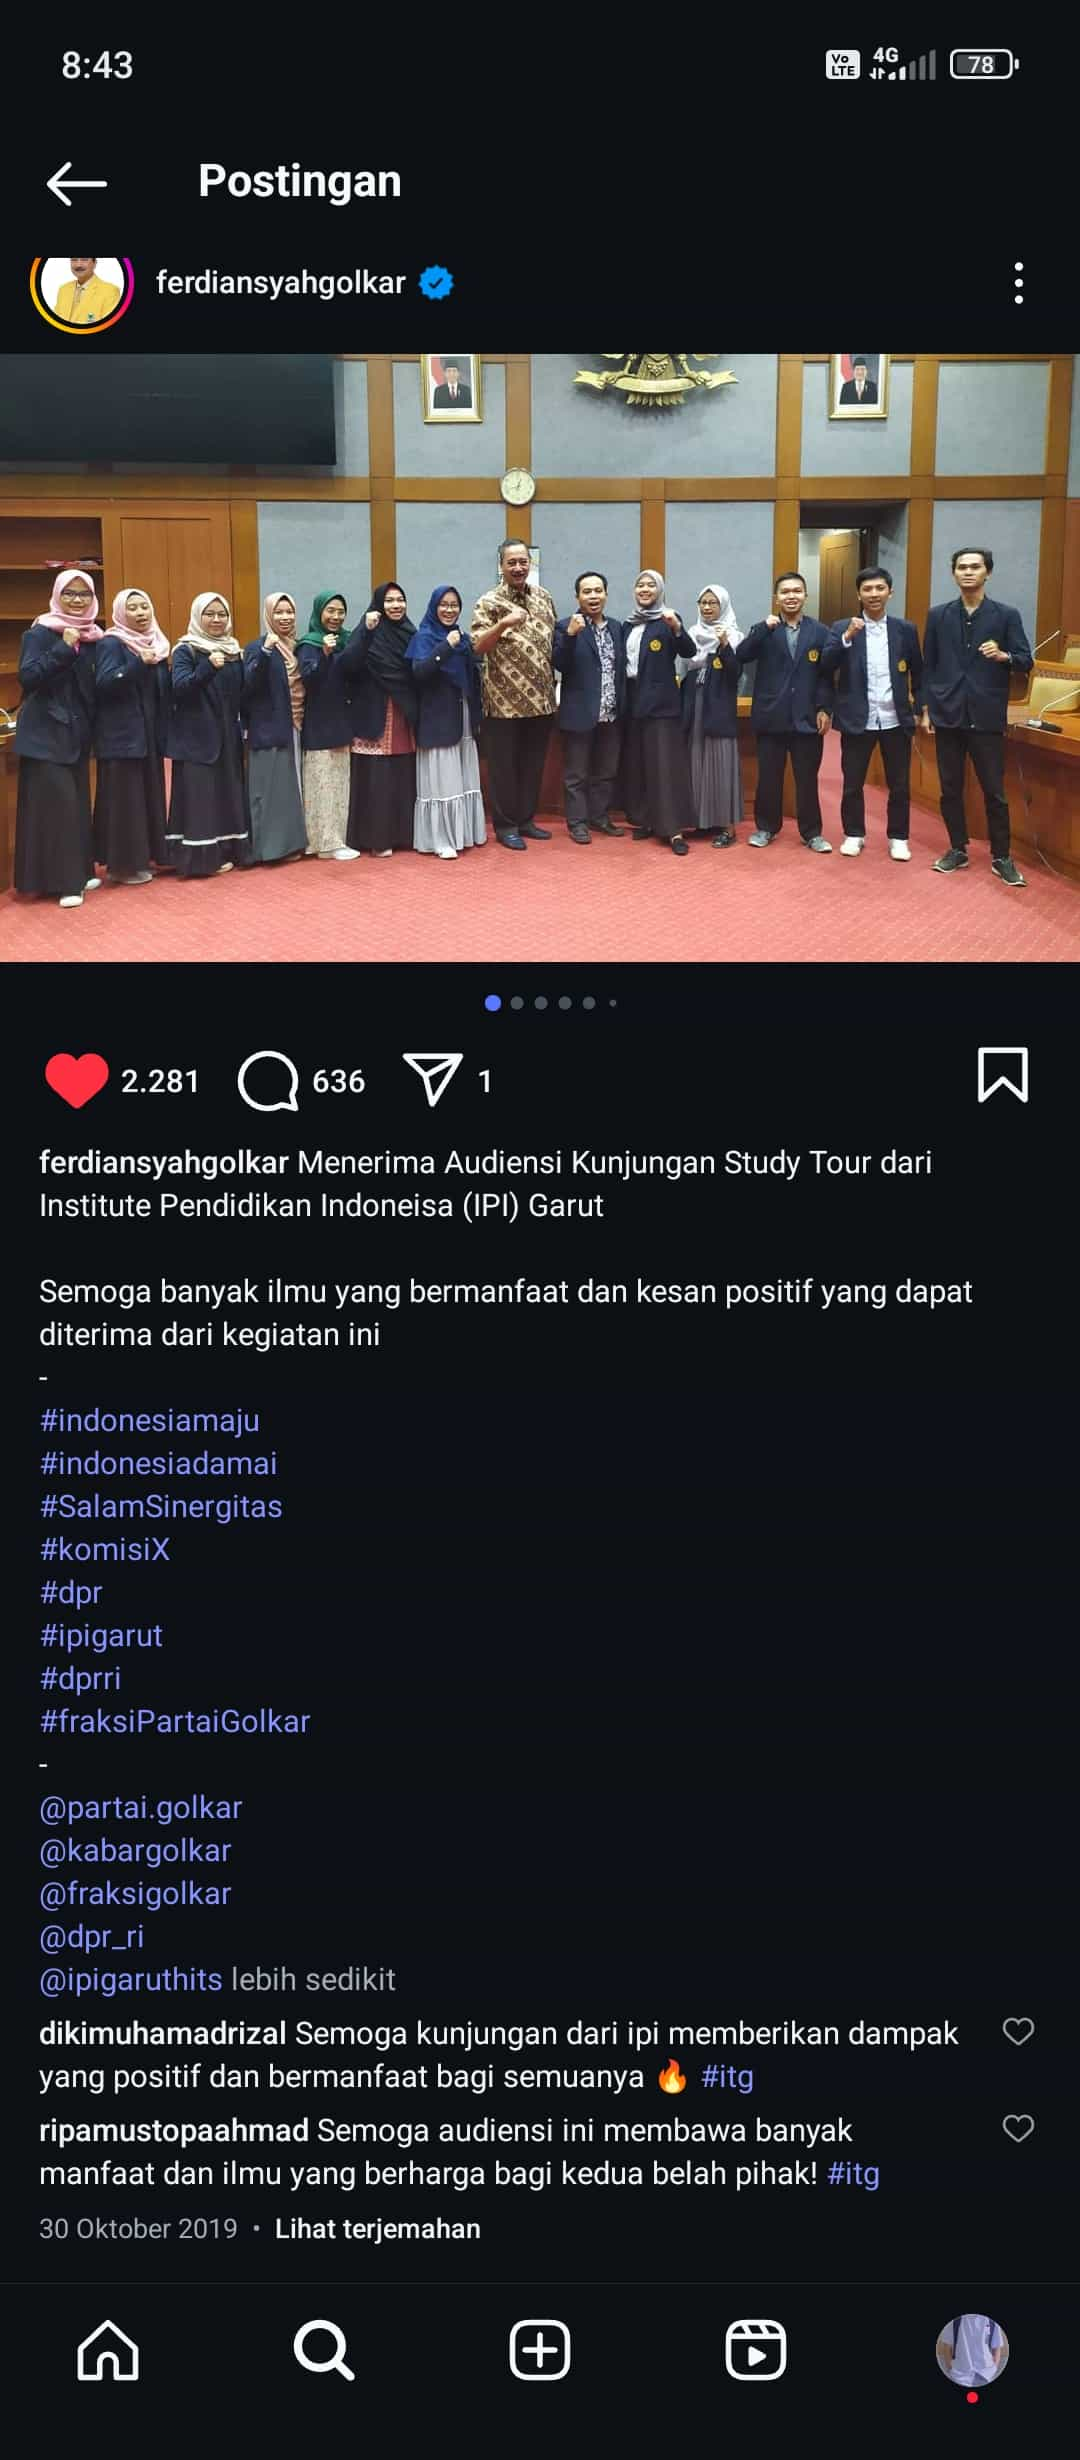 8:43
Vo LTE 4G 78
Postingan
ferdiansyahgolkar
2.281 636 1
ferdiansyahgolkar Menerima Audiensi Kunjungan Study Tour dari
Institute Pendidikan Indoneisa (IPI) Garut
Semoga banyak ilmu yang bermanfaat dan kesan positif yang dapat
diterima dari kegiatan ini
-
#indonesiamaju
#indonesiadamai
#SalamSinergitas
#komisiX
#dpr
#ipigarut
#dprri
#fraksiPartaiGolkar
-
@partai.golkar
@kabargolkar
@fraksigolkar
@dpr_ri
@ipigaruthits lebih sedikit
dikimuhamadrizal Semoga kunjungan dari ipi memberikan dampak
yang positif dan bermanfaat bagi semuanya 🔥 #itg
ripamustopaahmad Semoga audiensi ini membawa banyak
manfaat dan ilmu yang berharga bagi kedua belah pihak! #itg
30 Oktober 2019 • Lihat terjemahan